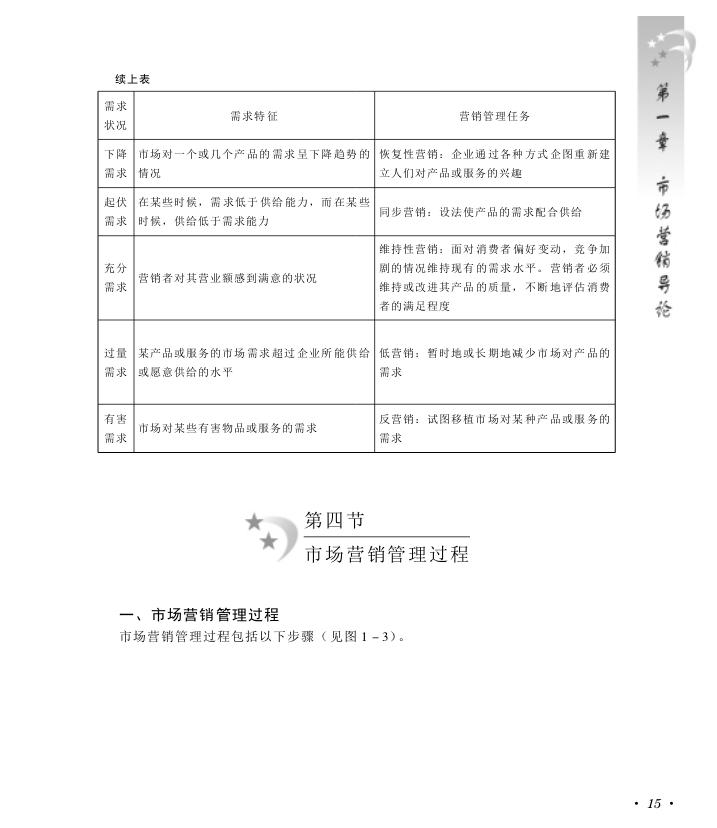 续上表
需求
状况
需求特征
营销管理任务
下降
需求
市场对一个或几个产品的需求呈下降趋势的
情况
恢复性营销：企业通过各种方式企图重新建
立人们对产品或服务的兴趣
起伏
需求
在某些时候，需求低于供给能力，而在某些
时候，供给低于需求能力
同步营销：设法使产品的需求配合供给
充分
需求
营销者对其营业额感到满意的状况
维持性营销：面对消费者偏好变动，竞争加
剧的情况维持现有的需求水平。营销者必须
维持或改进其产品的质量，不断地评估消费
者的满足程度
过量
需求
某产品或服务的市场需求超过企业所能供给
或愿意供给的水平
低营销：暂时地或长期地减少市场对产品的
需求
有害
需求
市场对某些有害物品或服务的需求
反营销：试图移植市场对某种产品或服务的
需求
第四节
市场营销管理过程
一、市场营销管理过程
市场营销管理过程包括以下步骤（见图 1－3）。
第一章 市场营销导论
· 15 ·